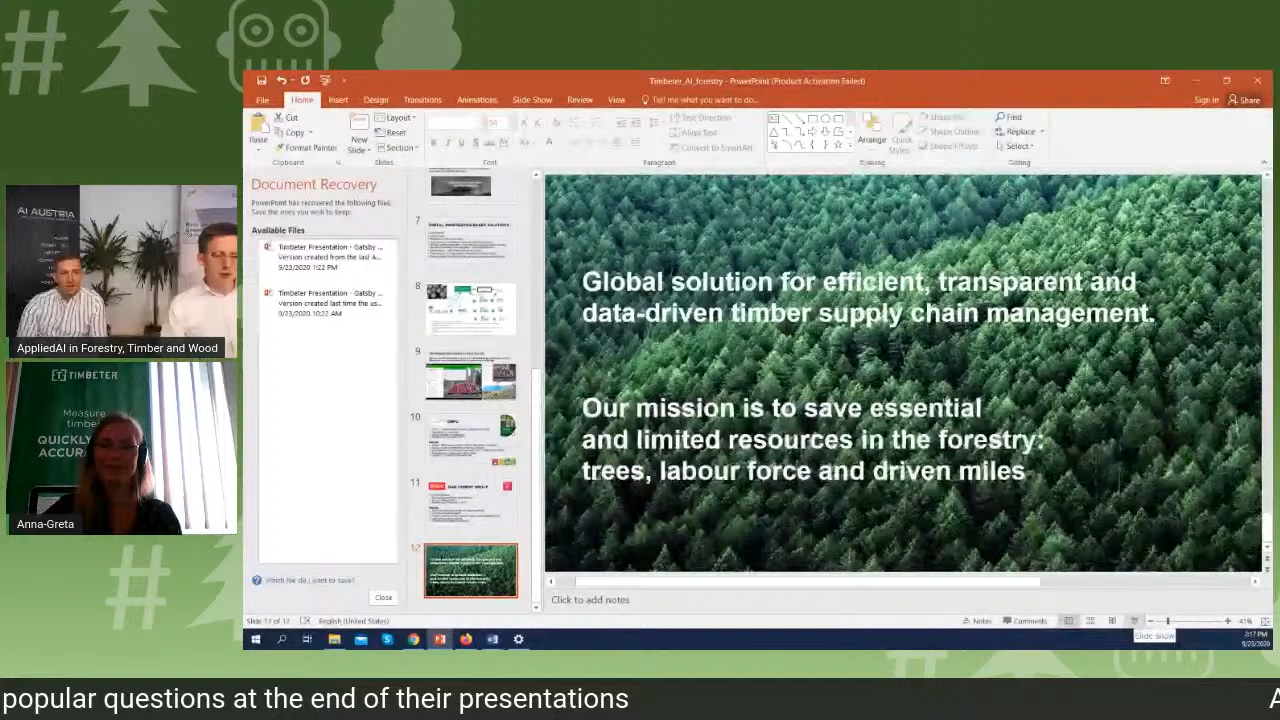 Timbeter_AI_forestry - PowerPoint (Product Activation Failed)
File Home Insert Design Transitions Animations Slide Show Review View Tell me what you want to do... Sign in Share
Paste
Cut
Copy
Format Painter
Clipboard
New
Slide
Layout
Reset
Section
Slides
Font
Text Direction
Align Text
Convert to SmartArt
Paragraph
Arrange
Quick
Styles
Shape Fill
Shape Outline
Shape Effects
Drawing
Find
Replace
Select
Editing
Document Recovery
PowerPoint has recovered the following files.
Save the ones you wish to keep.
Available Files
Timbeter Presentation - Gatsby ...
Version created from the last A...
9/23/2020 1:22 PM
Timbeter Presentation - Gatsby ...
Version created last time the us...
9/23/2020 10:22 AM
Which file do I want to save?
Close
7
8
9
10
11
12
Global solution for efficient, transparent and
data-driven timber supply chain management.
Our mission is to save essential
and limited resources in the forestry:
trees, labour force and driven miles
Click to add notes
Slide 11 of 12 English (United States) Notes Comments 41%
Slide Show
2:17 PM
9/23/2020
AI AUSTRIA
AppliedAI in Forestry, Timber and Wood
TIMBETER
Measure
QUICKLY
Anna-Greta
popular questions at the end of their presentations
A